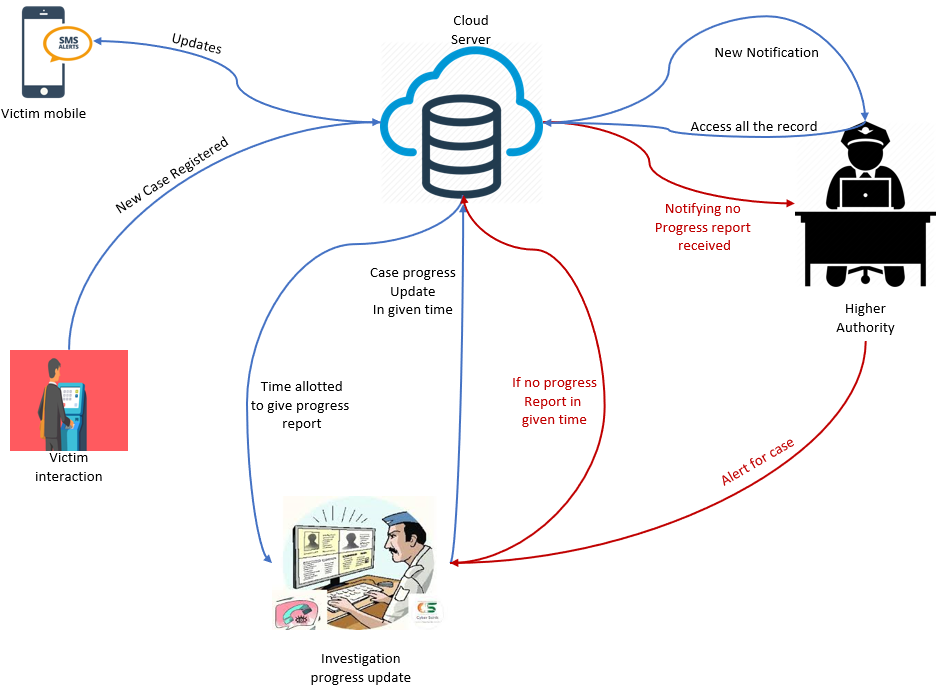 Cloud
Server
SMS
ALERTS
Updates
New Notification
Victim mobile
Access all the record
New Case Registered
Notifying no
Progress report
received
Case progress
Update
In given time
Higher
Authority
Time allotted
to give progress
report
If no progress
Report in
given time
Alert for case
Victim
interaction
CS
Investigation
progress update